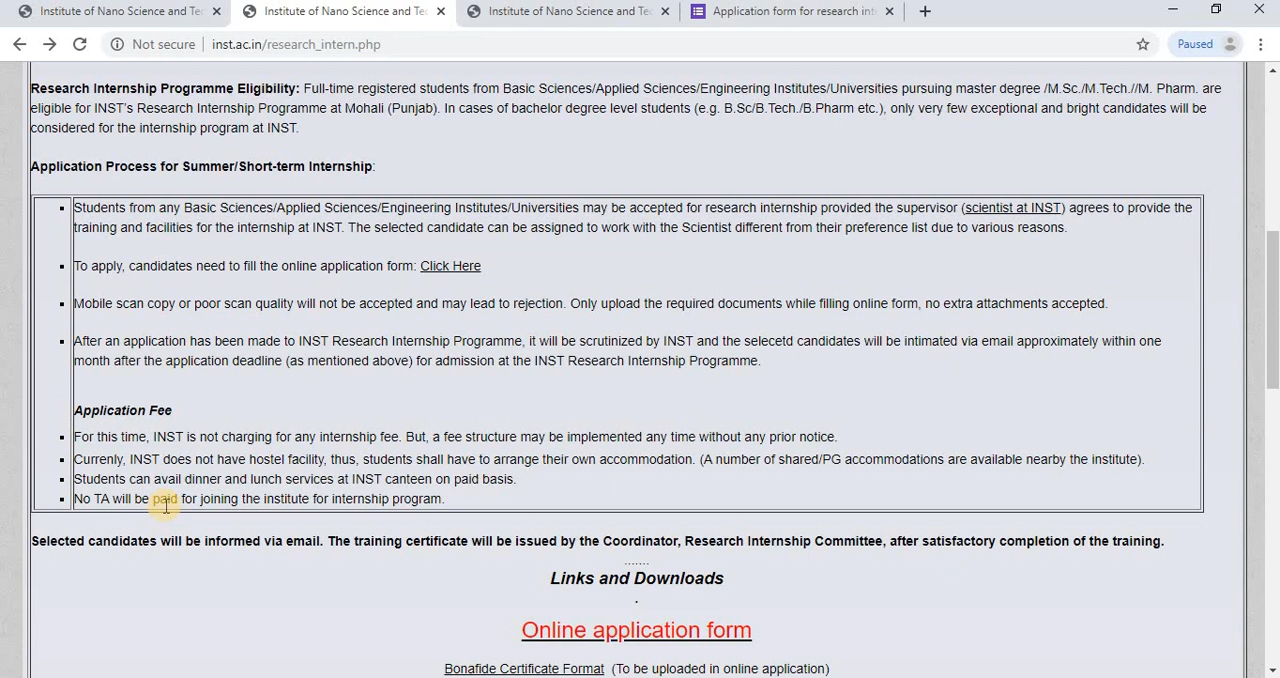 Institute of Nano Science and Tec
Institute of Nano Science and Tec
Institute of Nano Science and Tec
Application form for research inte
Not secure
inst.ac.in/research_intern.php
Paused
Research Internship Programme Eligibility: Full-time registered students from Basic Sciences/Applied Sciences/Engineering Institutes/Universities pursuing master degree /M.Sc./M.Tech.//M. Pharm. are
eligible for INST's Research Internship Programme at Mohali (Punjab). In cases of bachelor degree level students (e.g. B.Sc/B.Tech./B.Pharm etc.), only very few exceptional and bright candidates will be
considered for the internship program at INST.
Application Process for Summer/Short-term Internship:
Students from any Basic Sciences/Applied Sciences/Engineering Institutes/Universities may be accepted for research internship provided the supervisor (scientist at INST) agrees to provide the
training and facilities for the internship at INST. The selected candidate can be assigned to work with the Scientist different from their preference list due to various reasons.
To apply, candidates need to fill the online application form: Click Here
Mobile scan copy or poor scan quality will not be accepted and may lead to rejection. Only upload the required documents while filling online form, no extra attachments accepted.
After an application has been made to INST Research Internship Programme, it will be scrutinized by INST and the selecetd candidates will be intimated via email approximately within one
month after the application deadline (as mentioned above) for admission at the INST Research Internship Programme.
Application Fee
For this time, INST is not charging for any internship fee. But, a fee structure may be implemented any time without any prior notice.
Currenly, INST does not have hostel facility, thus, students shall have to arrange their own accommodation. (A number of shared/PG accommodations are available nearby the institute).
Students can avail dinner and lunch services at INST canteen on paid basis.
No TA will be paid for joining the institute for internship program.
Selected candidates will be informed via email. The training certificate will be issued by the Coordinator, Research Internship Committee, after satisfactory completion of the training.
.......
Links and Downloads
.
Online application form
Bonafide Certificate Format (To be uploaded in online application)